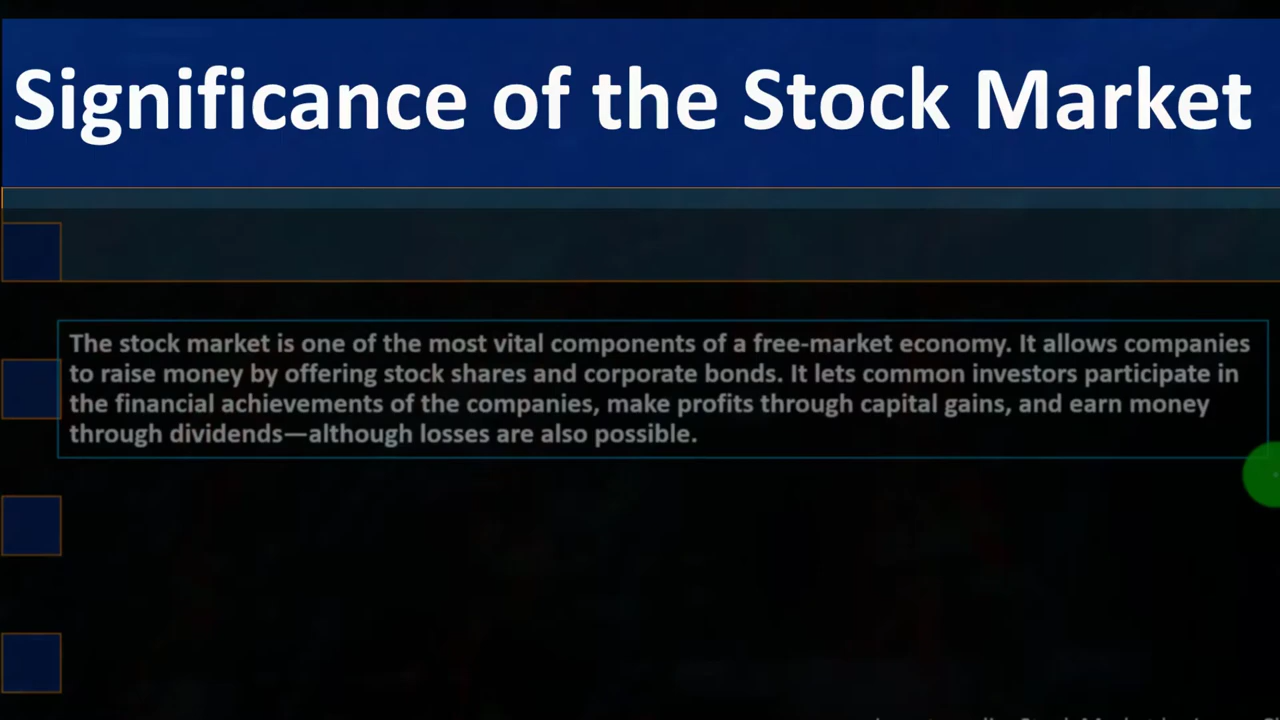 Significance of the Stock Market
The stock market is one of the most vital components of a free-market economy. It allows companies
to raise money by offering stock shares and corporate bonds. It lets common investors participate in
the financial achievements of the companies, make profits through capital gains, and earn money
through dividends—although losses are also possible.